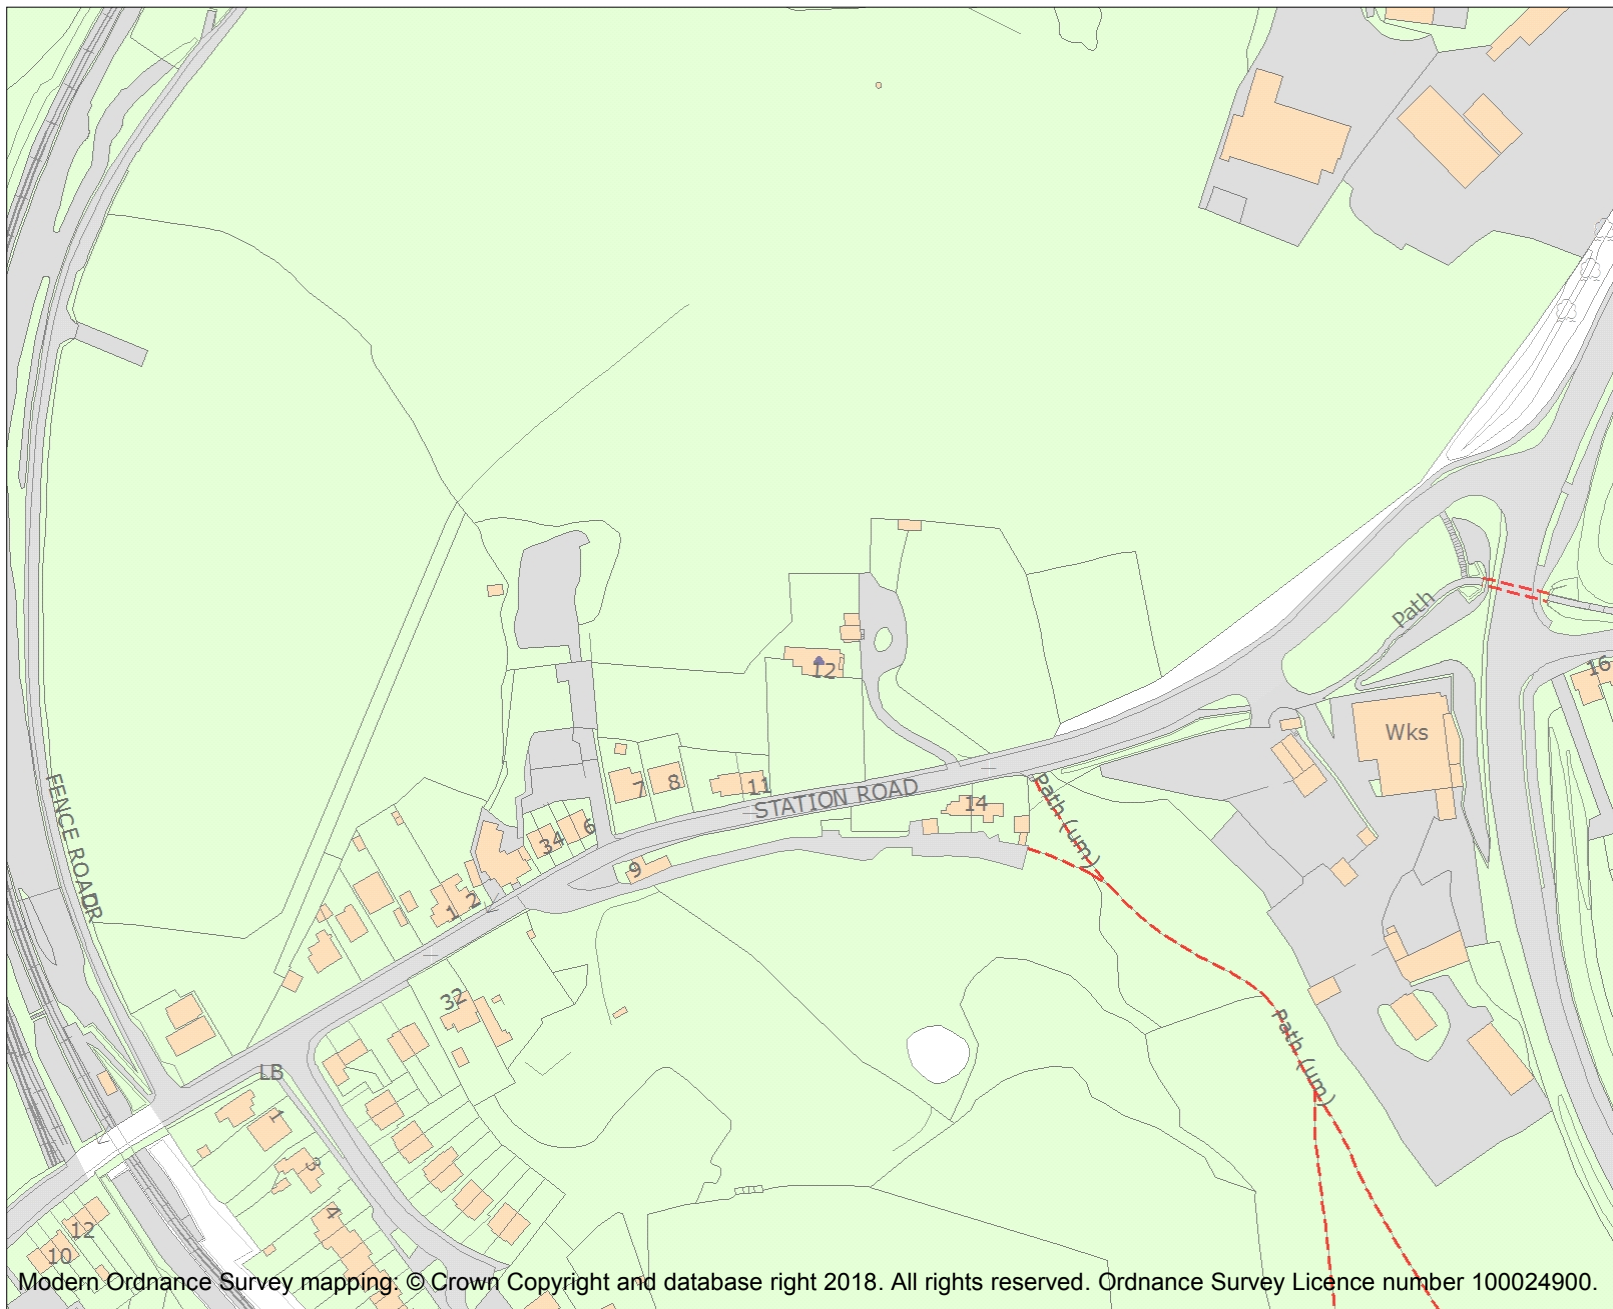 Path
12
16
Wks
7
8
11
STATION ROAD
14
FENCE ROAD
34
6
Path (um)
9
1
2
32
Path (um)
LB
1
3
4
12
10
Modern Ordnance Survey mapping: © Crown Copyright and database right 2018. All rights reserved. Ordnance Survey Licence number 100024900.